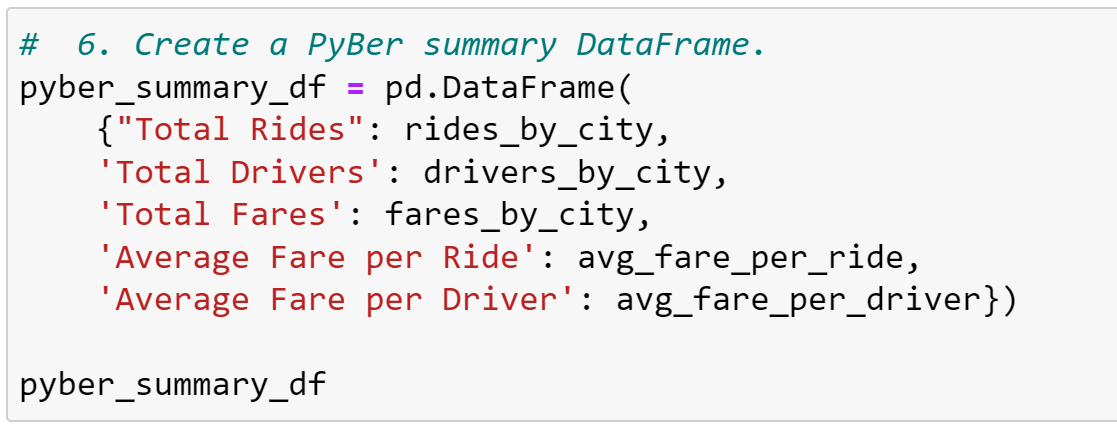 #  6. Create a PyBer summary DataFrame.
pyber_summary_df = pd.DataFrame(
    {"Total Rides": rides_by_city,
    'Total Drivers': drivers_by_city,
    'Total Fares': fares_by_city,
    'Average Fare per Ride': avg_fare_per_ride,
    'Average Fare per Driver': avg_fare_per_driver})

pyber_summary_df